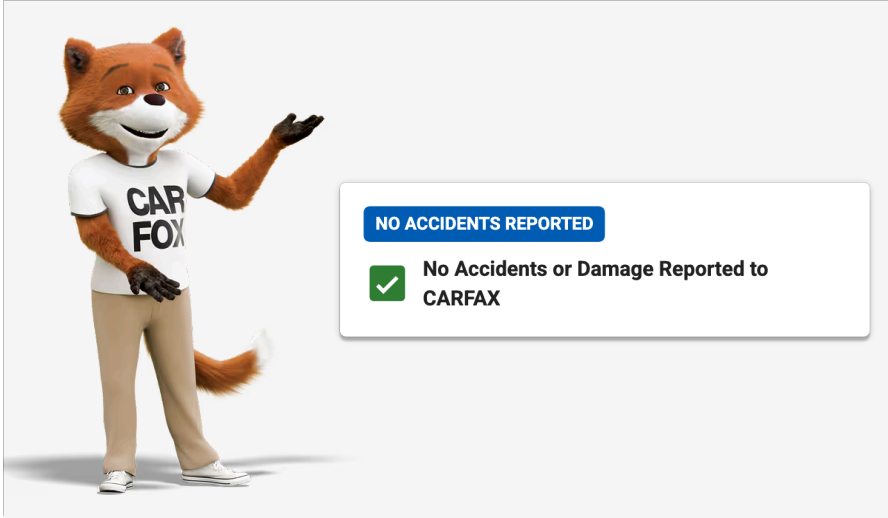 CAR
FOX
NO ACCIDENTS REPORTED
No Accidents or Damage Reported to
CARFAX